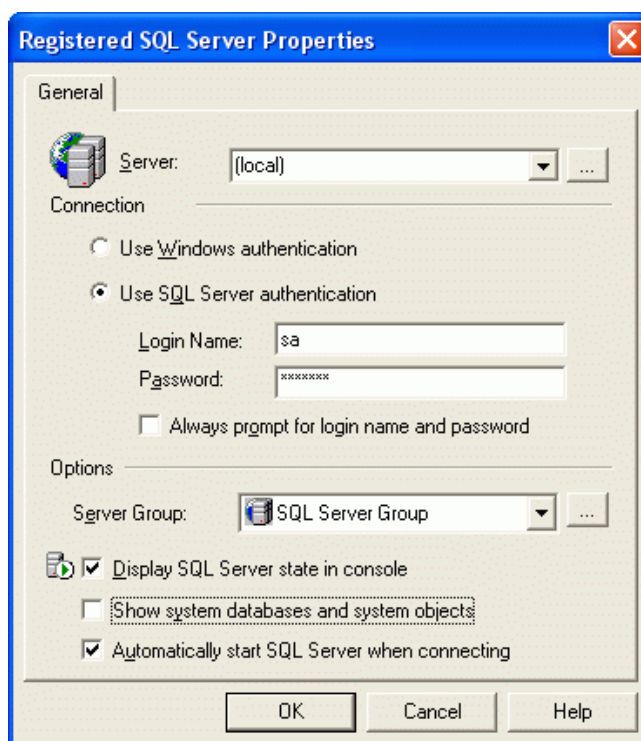 Registered SQL Server Properties
General
Server: (local) ...
Connection
Use Windows authentication
Use SQL Server authentication
Login Name: sa
Password: *******
Always prompt for login name and password
Options
Server Group: SQL Server Group ...
Display SQL Server state in console
Show system databases and system objects
Automatically start SQL Server when connecting
OK Cancel Help